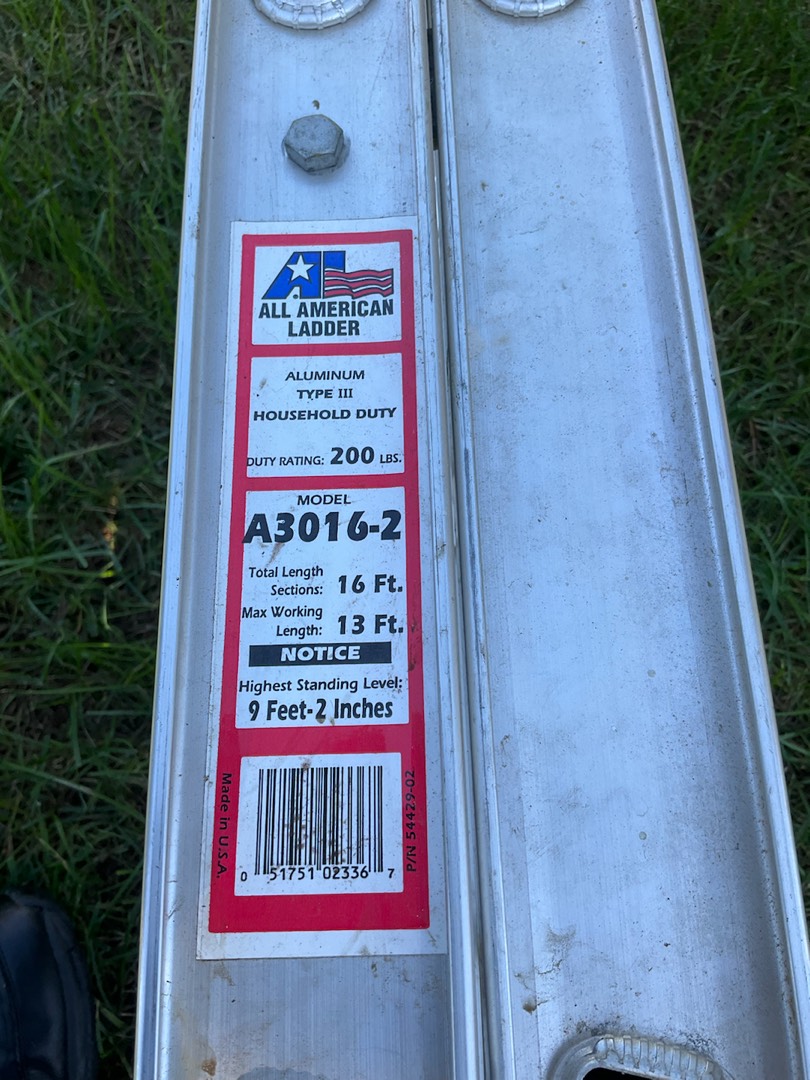 ALL AMERICAN
LADDER
ALUMINUM
TYPE III
HOUSEHOLD DUTY
DUTY RATING: 200 LBS.
MODEL
A3016-2
Total Length
Sections: 16 Ft.
Max Working
Length: 13 Ft.
NOTICE
Highest Standing Level:
9 Feet-2 Inches
Made in U.S.A.
P/N 54429-02
0 51751 02336 7